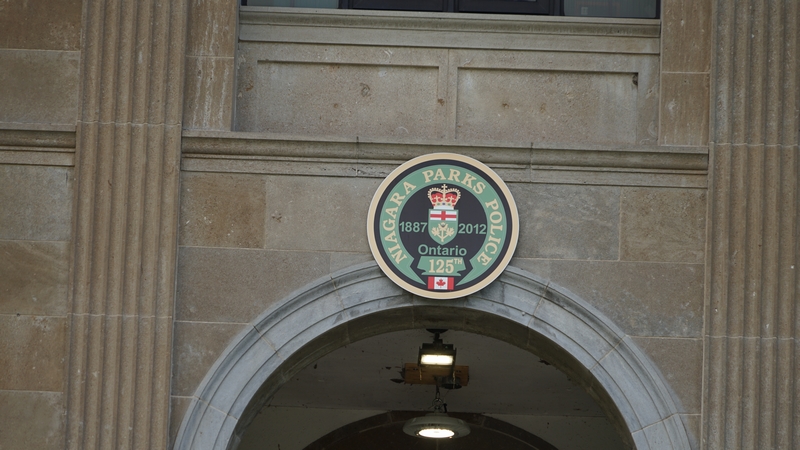 NIAGARA PARKS POLICE
1887 2012
Ontario
125TH